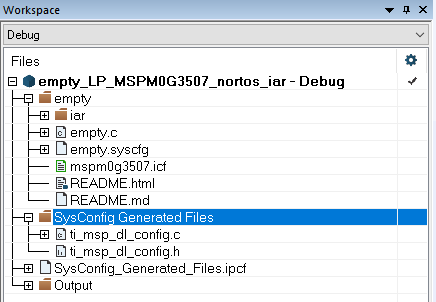 Workspace
Debug
Files
empty_LP_MSPM0G3507_nortos_iar - Debug
empty
iar
empty.c
empty.syscfg
mspm0g3507.icf
README.html
README.md
SysConfig Generated Files
ti_msp_dl_config.c
ti_msp_dl_config.h
SysConfig_Generated_Files.ipcf
Output